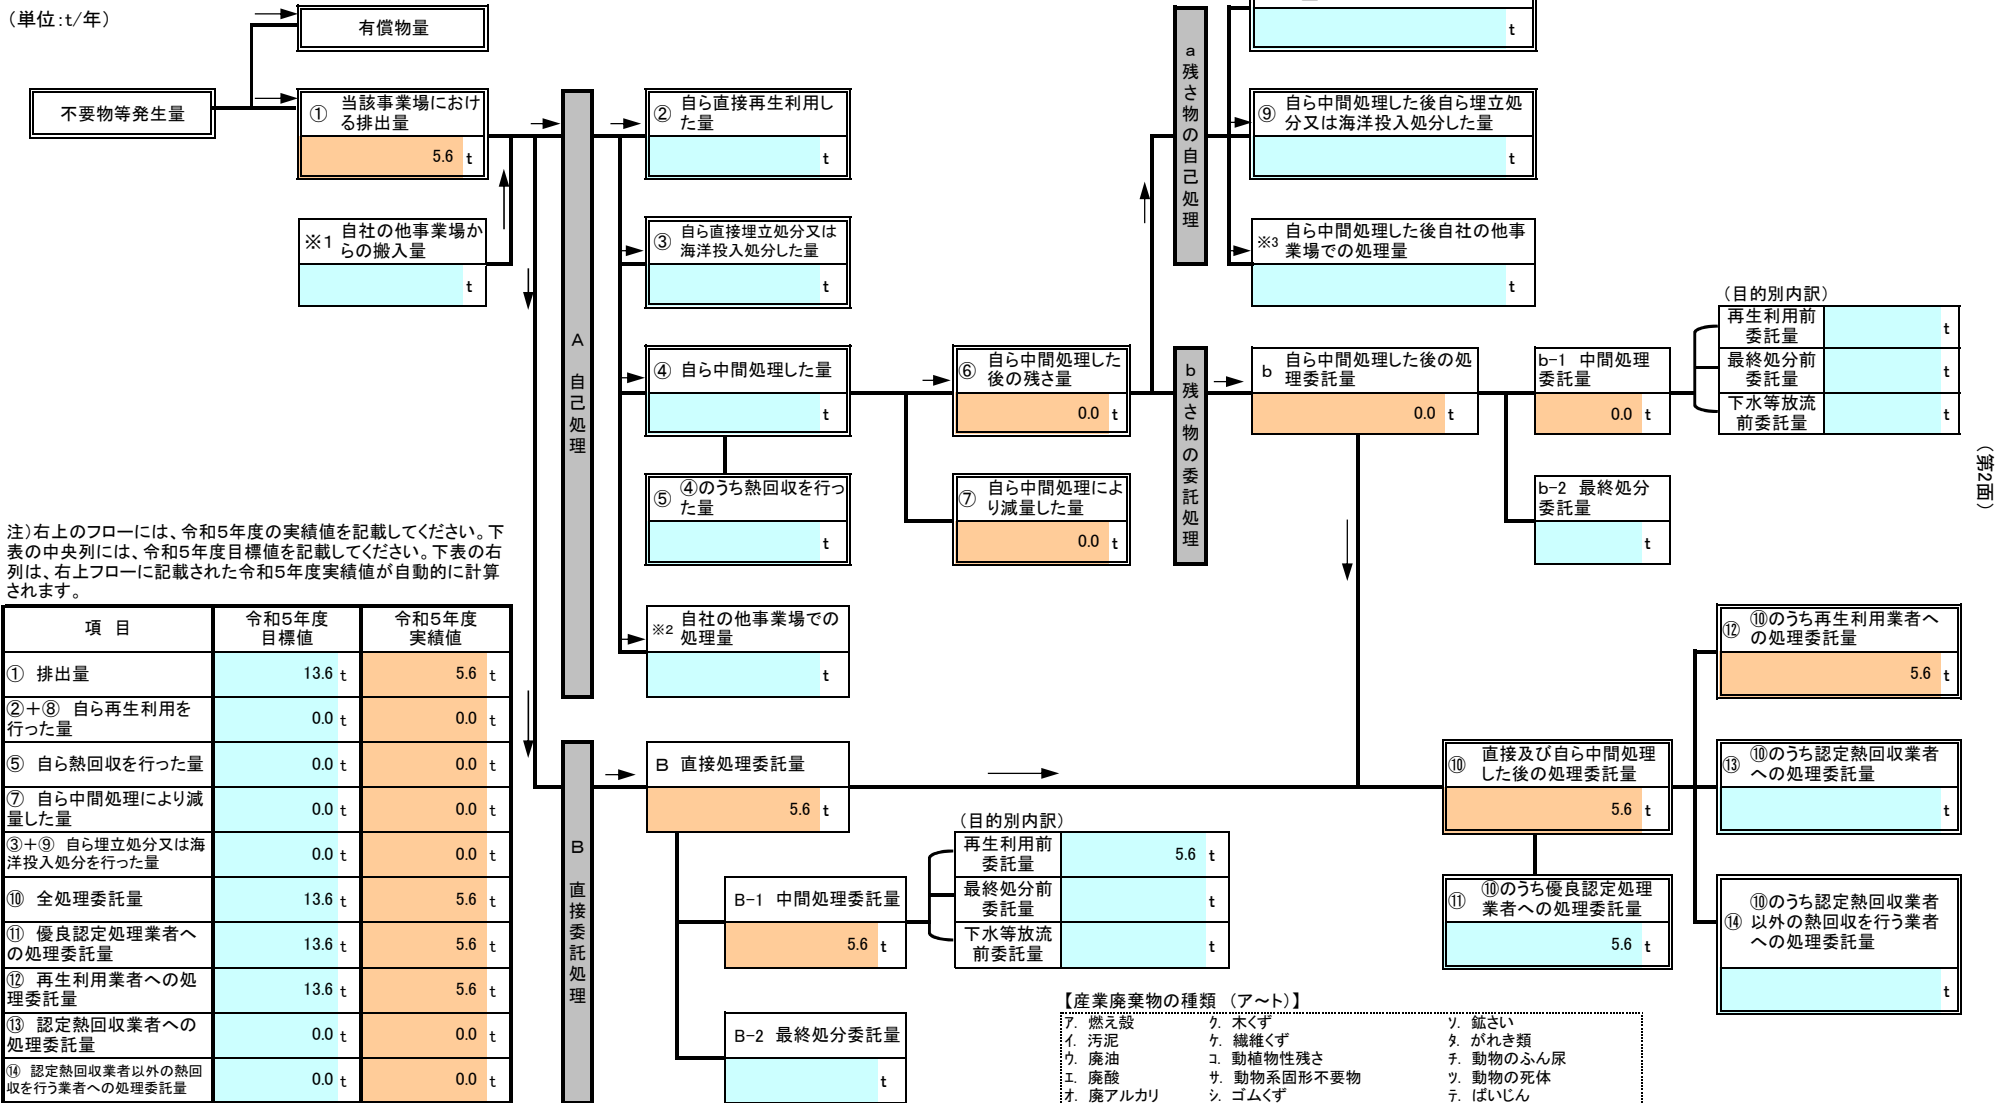 （単位:t/年）
有償物量
t
不要物等発生量
① 当該事業場におけ
る排出量
5.6 t
※1 自社の他事業場か
らの搬入量
t
A 自己処理
② 自ら直接再生利用し
た量
t
③ 自ら直接埋立処分又は
海洋投入処分した量
t
④ 自ら中間処理した量
t
⑤ ④のうち熱回収を行っ
た量
t
※2 自社の他事業場での
処理量
t
⑥ 自ら中間処理した
後の残さ量
0.0 t
⑦ 自ら中間処理によ
り減量した量
0.0 t
a 残さ物の自己処理
⑨ 自ら中間処理した後自ら埋立処
分又は海洋投入処分した量
t
※3 自ら中間処理した後自社の他事
業場での処理量
t
b 残さ物の委託処理
b 自ら中間処理した後の処
理委託量
0.0 t
b-1 中間処理
委託量
0.0 t
b-2 最終処分
委託量
t
（目的別内訳）
再生利用前
委託量
t
最終処分前
委託量
t
下水等放流
前委託量
t
（第2面）
注）右上のフローには、令和5年度の実績値を記載してください。下
表の中央列には、令和5年度目標値を記載してください。下表の右
列は、右上フローに記載された令和5年度実績値が自動的に計算
されます。
項 目
令和5年度
目標値
令和5年度
実績値
① 排出量 13.6 t 5.6 t
②＋⑧ 自ら再生利用を
行った量 0.0 t 0.0 t
⑤ 自ら熱回収を行った量 0.0 t 0.0 t
⑦ 自ら中間処理により減
量した量 0.0 t 0.0 t
③＋⑨ 自ら埋立処分又は海
洋投入処分を行った量 0.0 t 0.0 t
⑩ 全処理委託量 13.6 t 5.6 t
⑪ 優良認定処理業者へ
の処理委託量 13.6 t 5.6 t
⑫ 再生利用業者への処
理委託量 13.6 t 5.6 t
⑬ 認定熱回収業者への
処理委託量 0.0 t 0.0 t
⑭ 認定熱回収業者以外の熱回
収を行う業者への処理委託量 0.0 t 0.0 t
B 直接委託処理
B 直接処理委託量
5.6 t
B-1 中間処理委託量
5.6 t
B-2 最終処分委託量
t
（目的別内訳）
再生利用前
委託量
5.6 t
最終処分前
委託量
t
下水等放流
前委託量
t
⑩ 直接及び自ら中間処理
した後の処理委託量
5.6 t
⑪ ⑩のうち優良認定処理
業者への処理委託量
5.6 t
⑫ ⑩のうち再生利用業者へ
の処理委託量
5.6 t
⑬ ⑩のうち認定熱回収業者
への処理委託量
t
⑭ ⑩のうち認定熱回収業者
以外の熱回収を行う業者
への処理委託量
t
【産業廃棄物の種類 （ア～ト）】
ア. 燃え殻 ク. 木くず ソ. 鉱さい
イ. 汚泥 ケ. 繊維くず タ. がれき類
ウ. 廃油 コ. 動植物性残さ チ. 動物のふん尿
エ. 廃酸 サ. 動物系固形不要物 ツ. 動物の死体
オ. 廃アルカリ シ. ゴムくず テ. ばいじん